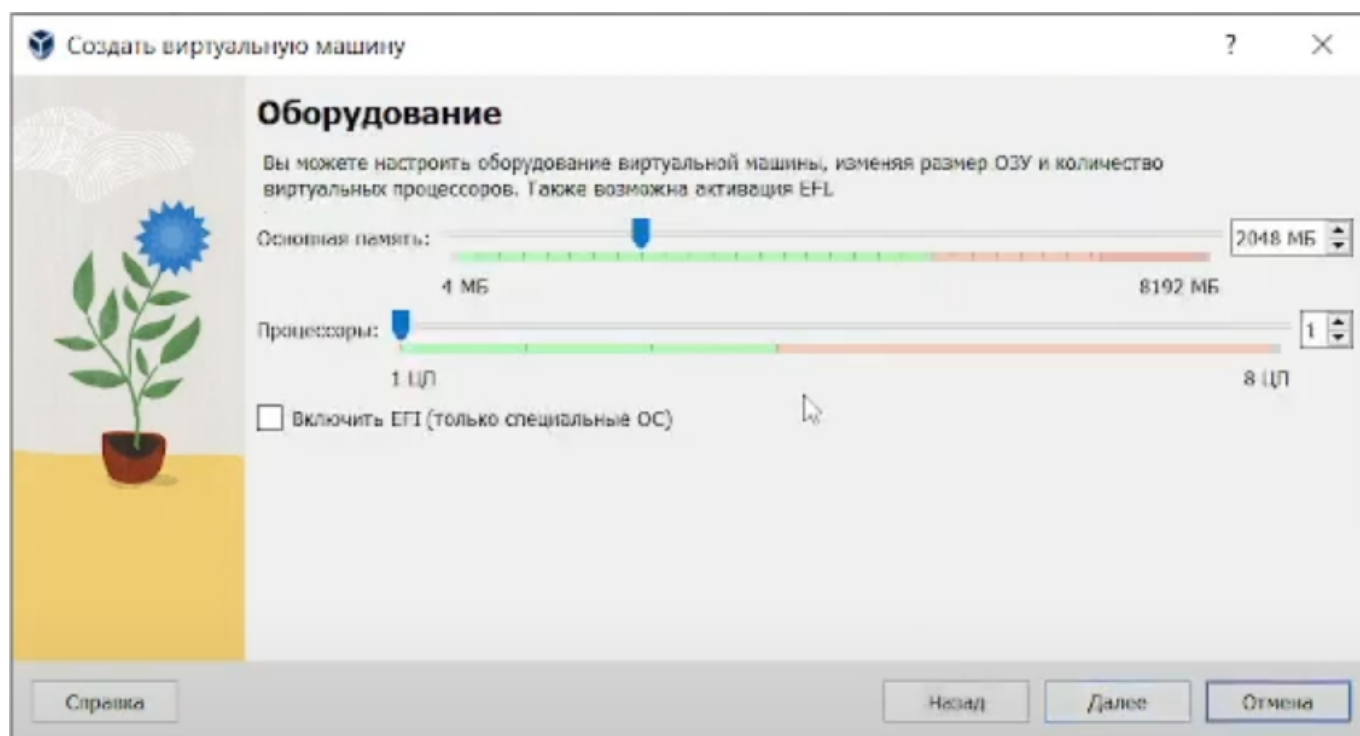 Создать виртуальную машину
?
Оборудование
Вы можете настроить оборудование виртуальной машины, изменяя размер ОЗУ и количество
виртуальных процессоров. Также возможна активация EFI.
Основная память:
2048 МБ
4 МБ
8192 МБ
Процессоры:
1
1 ЦП
8 ЦП
Включить EFI (только специальные ОС)
Справка
Назад
Далее
Отмена